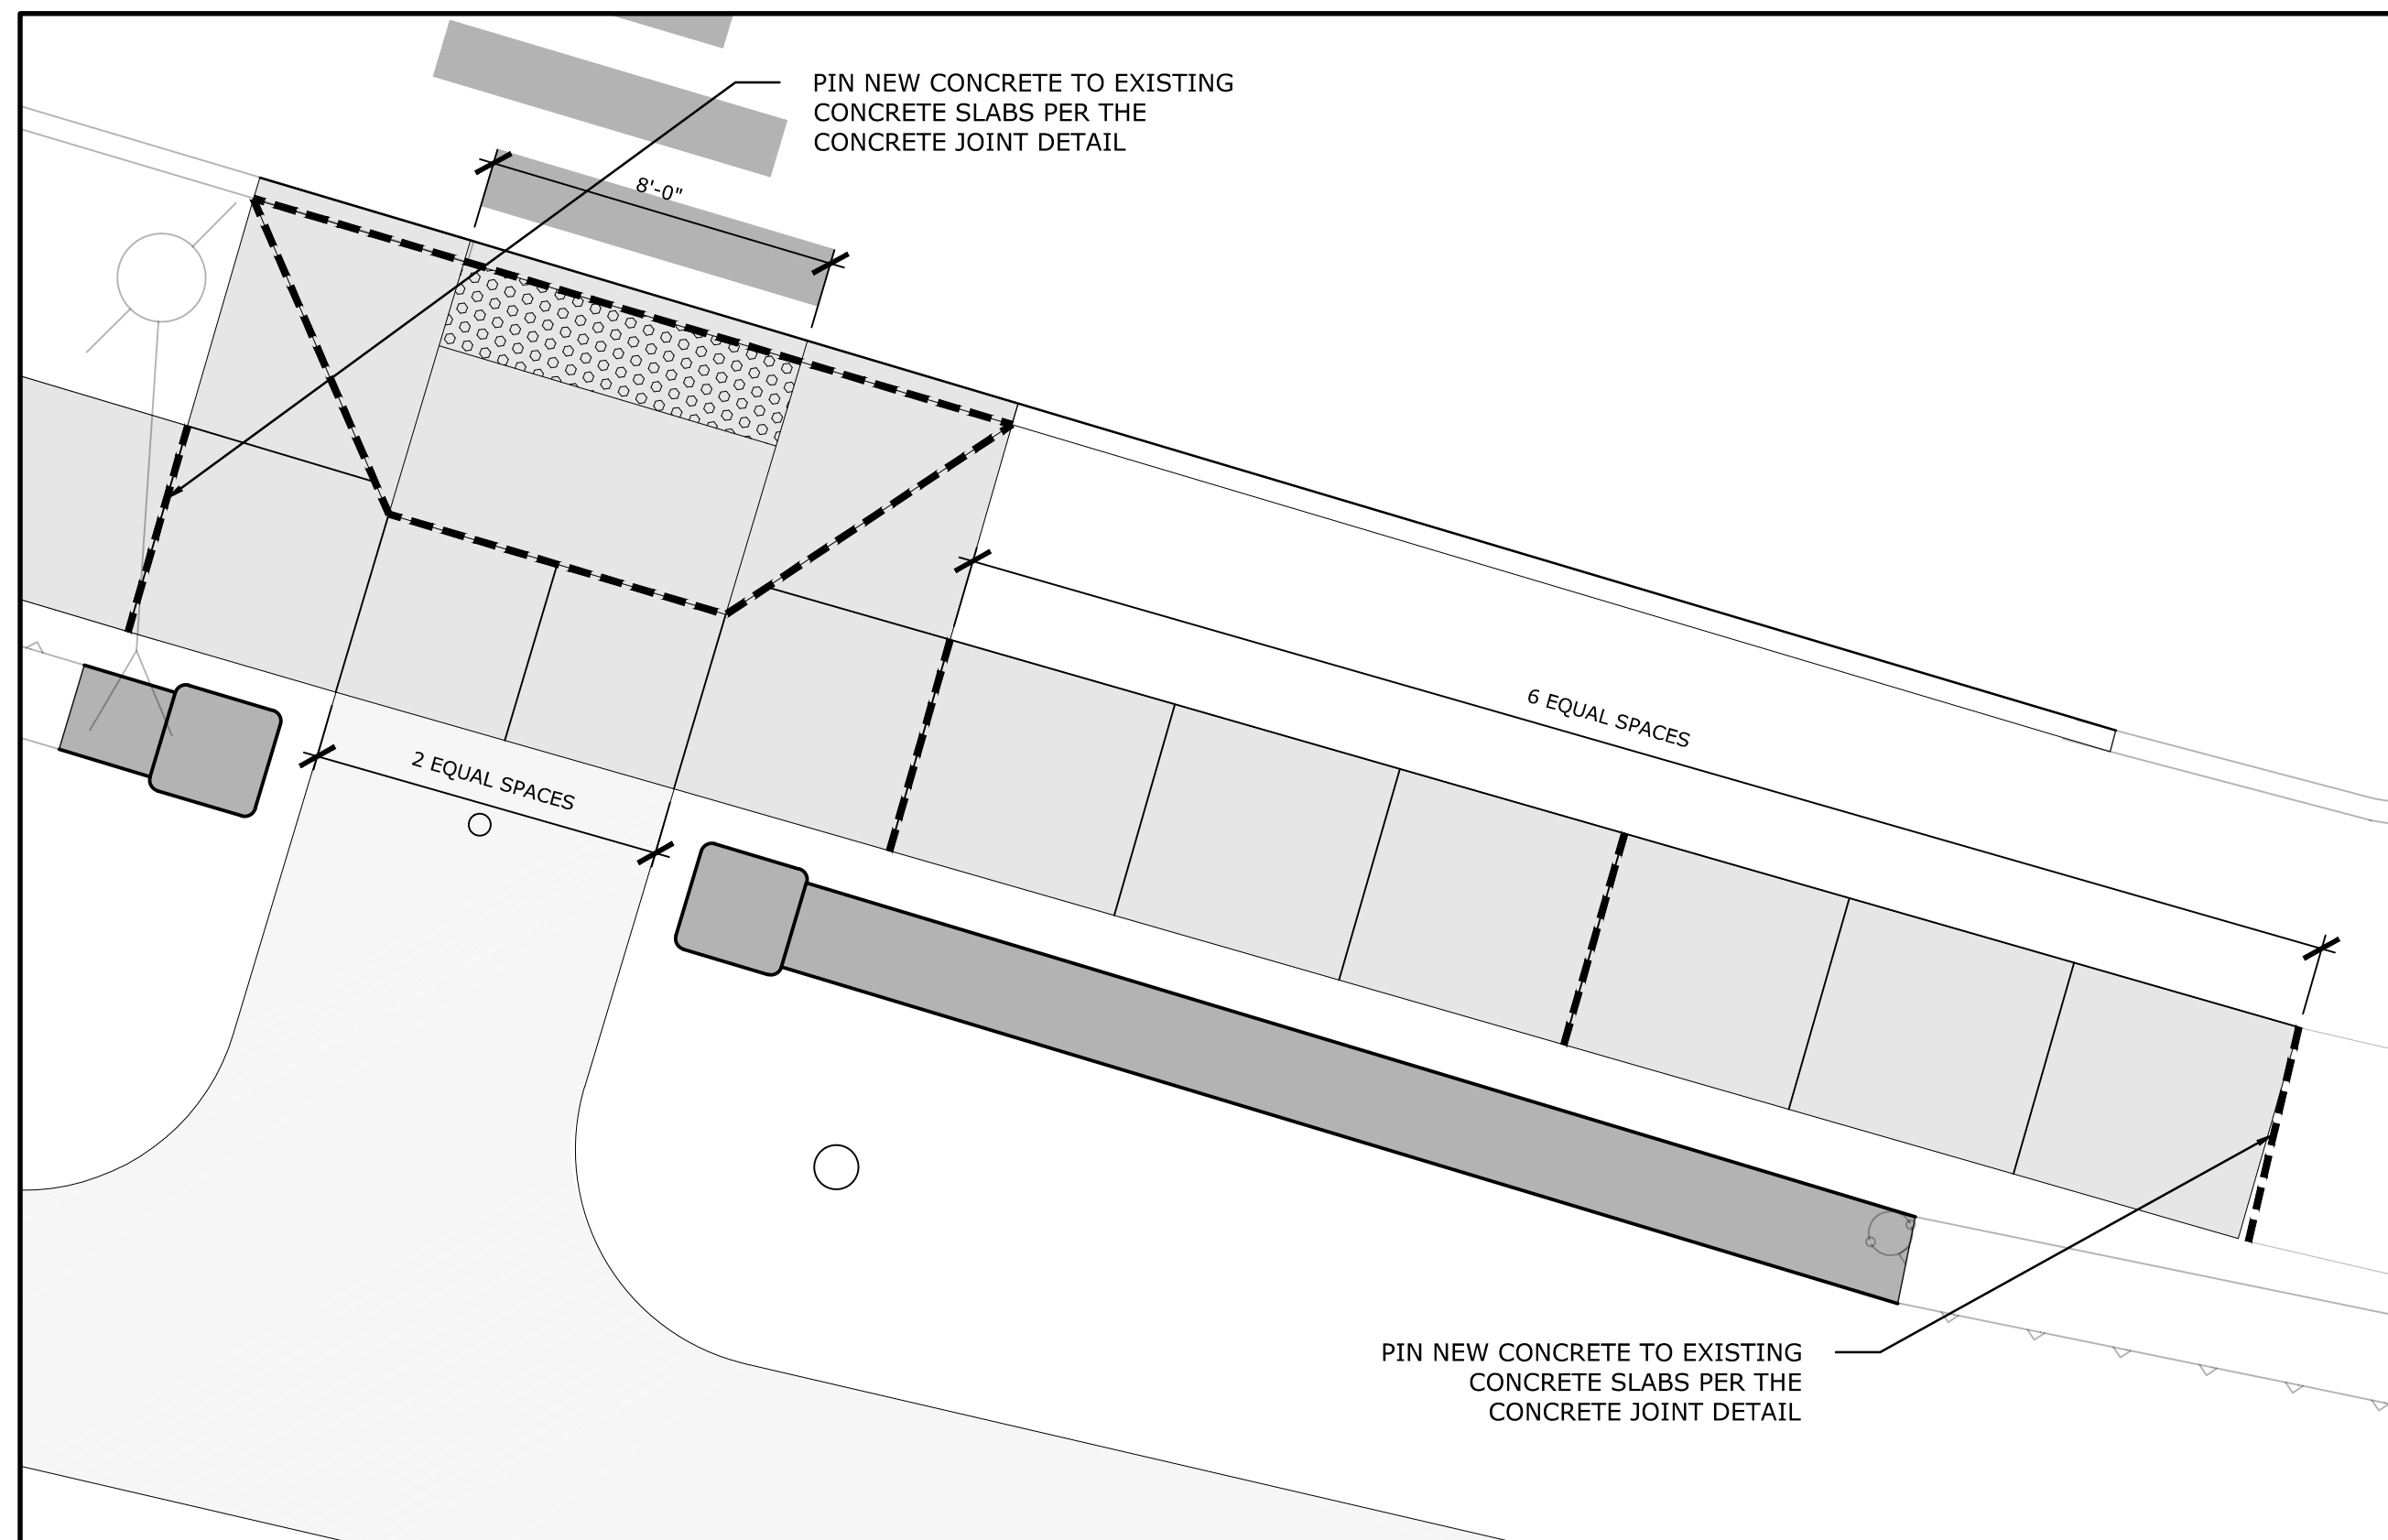 PIN NEW CONCRETE TO EXISTING
CONCRETE SLABS PER THE
CONCRETE JOINT DETAIL
8'-0"
6 EQUAL SPACES
2 EQUAL SPACES
PIN NEW CONCRETE TO EXISTING
CONCRETE SLABS PER THE
CONCRETE JOINT DETAIL